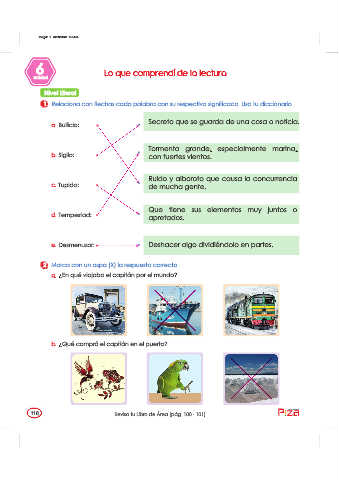 6
Lo que comprendí de la lectura
Nivel literal
1 Relaciona con flechas cada palabra con su respectivo significado. Usa tu diccionario.
a. Bullicio:
Secreto que se guarda de una cosa o noticia.
b. Sigilo:
Tormenta grande, especialmente marina,
con fuertes vientos.
c. Tupido:
Ruido y alboroto que causa la concurrencia
de mucha gente.
d. Tempestad:
Que tiene sus elementos muy juntos o
apretados.
e. Desmenuzar:
Deshacer algo dividiéndolo en partes.
2 Marca con un aspa (X) la respuesta correcta
a. ¿En qué viajaba el capitán por el mundo?
b. ¿Qué compró el capitán en el puerto?
118
Revisa tu Libro de Área (pág. 100 - 101)